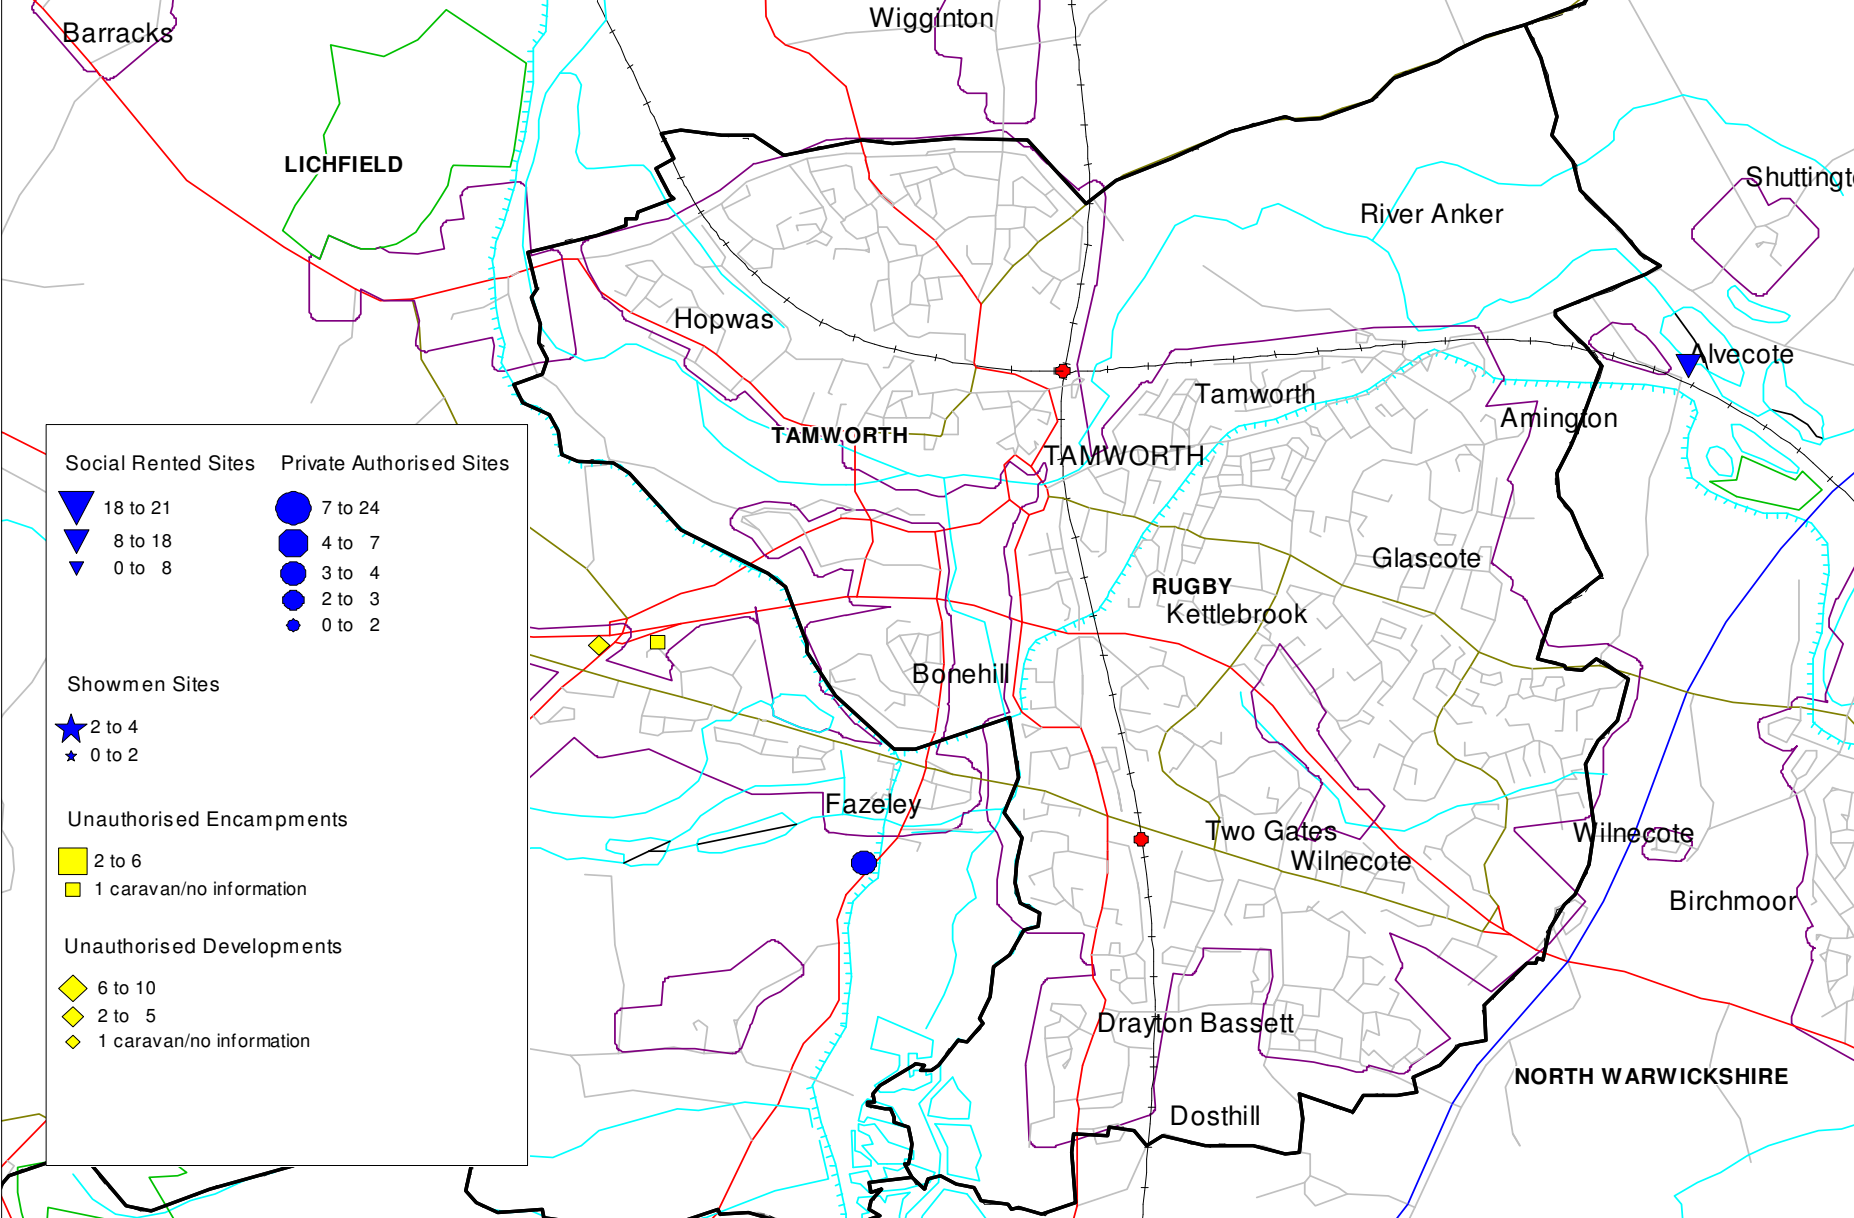 Barracks
Wigginton
LICHFIELD
Shuttingt
River Anker
Hopwas
Alvecote
Tamworth
Amington
TAMWORTH
TAMWORTH
Glascote
RUGBY
Kettlebrook
Bonehill
Fazeley
Two Gates
Wilnecote
Wilnecote
Birchmoor
Drayton Bassett
NORTH WARWICKSHIRE
Dosthill
Social Rented Sites
18 to 21
8 to 18
0 to 8
Private Authorised Sites
7 to 24
4 to 7
3 to 4
2 to 3
0 to 2
Showmen Sites
2 to 4
0 to 2
Unauthorised Encampments
2 to 6
1 caravan/no information
Unauthorised Developments
6 to 10
2 to 5
1 caravan/no information